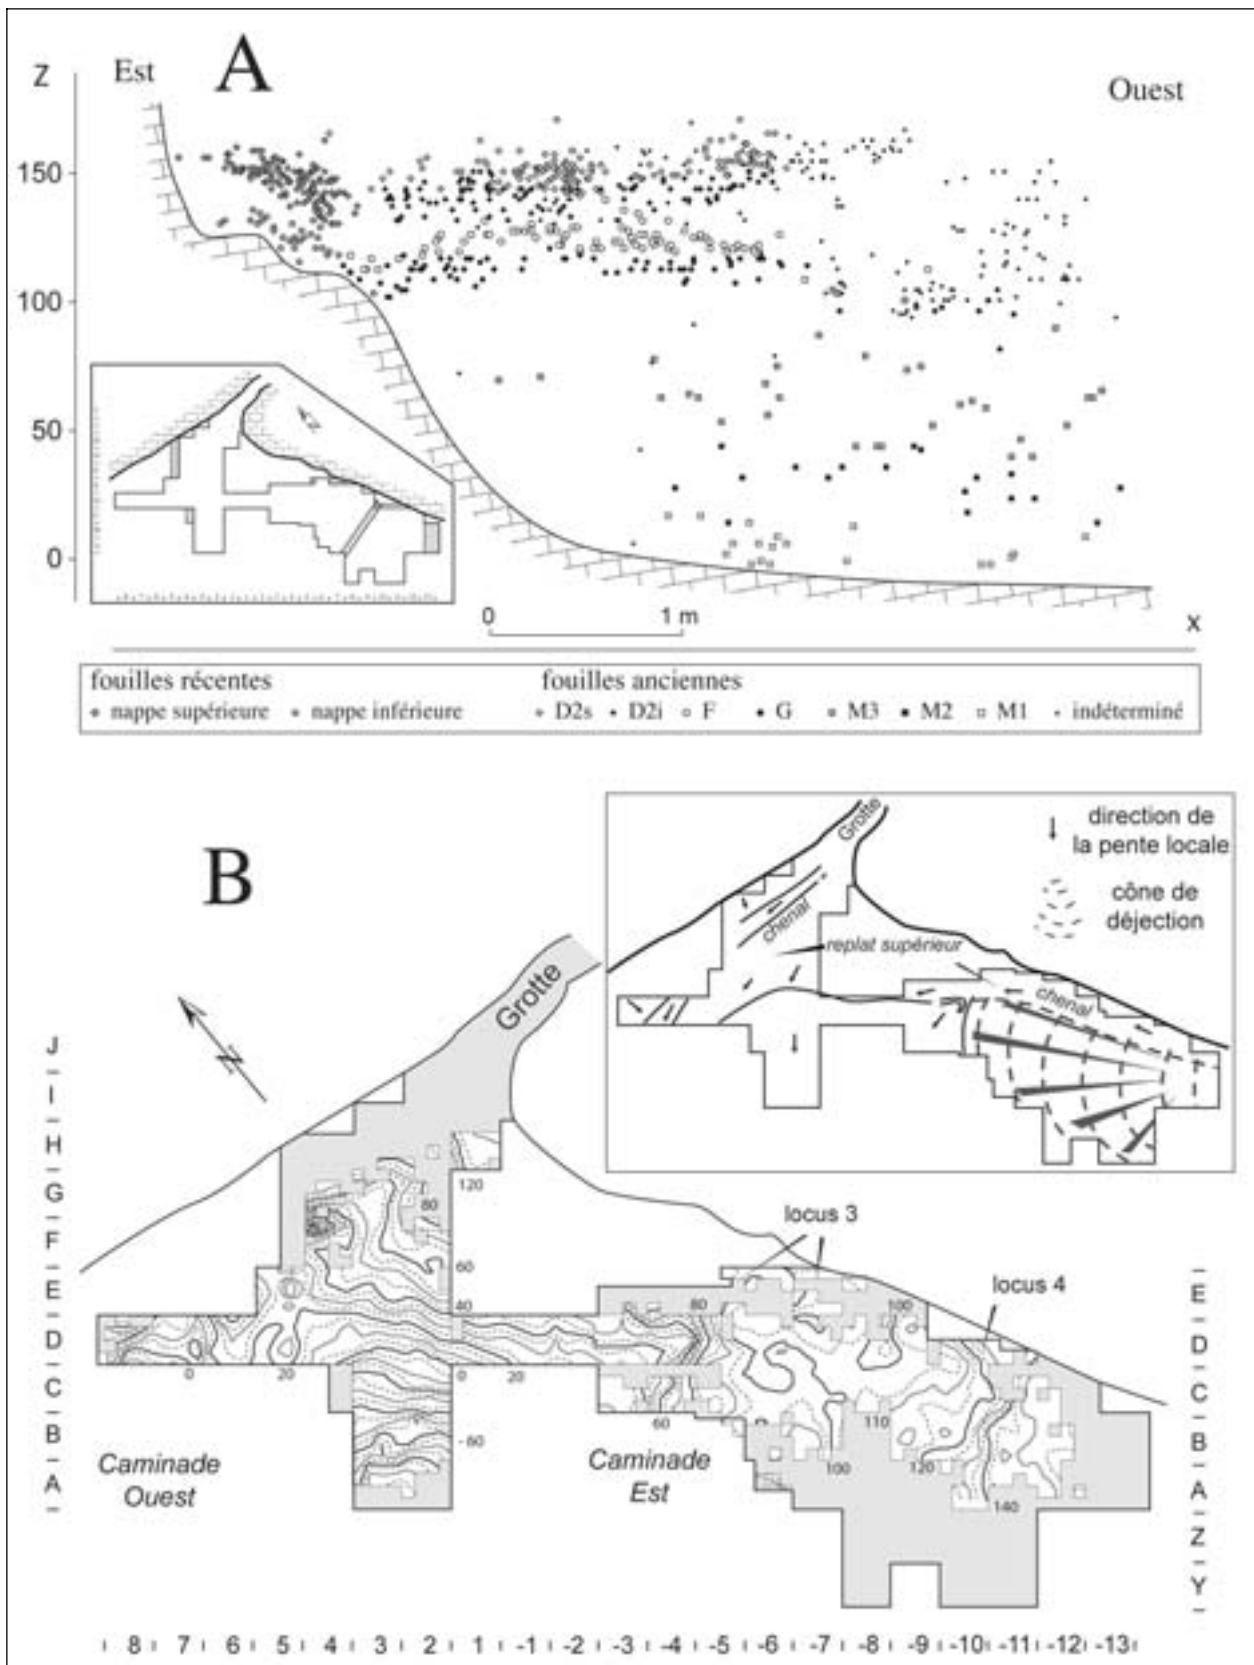 A
Est
Ouest
Z
150
100
50
0
N
0 1 m
X
fouilles récentes
nappe supérieure nappe inférieure
fouilles anciennes
D2s D2i F G M3 M2 M1 indéterminé
B
Grotte
chenal
replat supérieur
chenal
direction de
la pente locale
cône de
déjection
Grotte
N
J
I
H
G
F
E
D
C
B
A
120
80
60
40
0
20
0
20
-60
locus 3
locus 4
80
100
60
110
100
120
140
Caminade
Ouest
Caminade
Est
E
D
C
B
A
Z
Y
8 7 6 5 4 3 2 1 -1 -2 -3 -4 -5 -6 -7 -8 -9 -10 -11 -12 -13